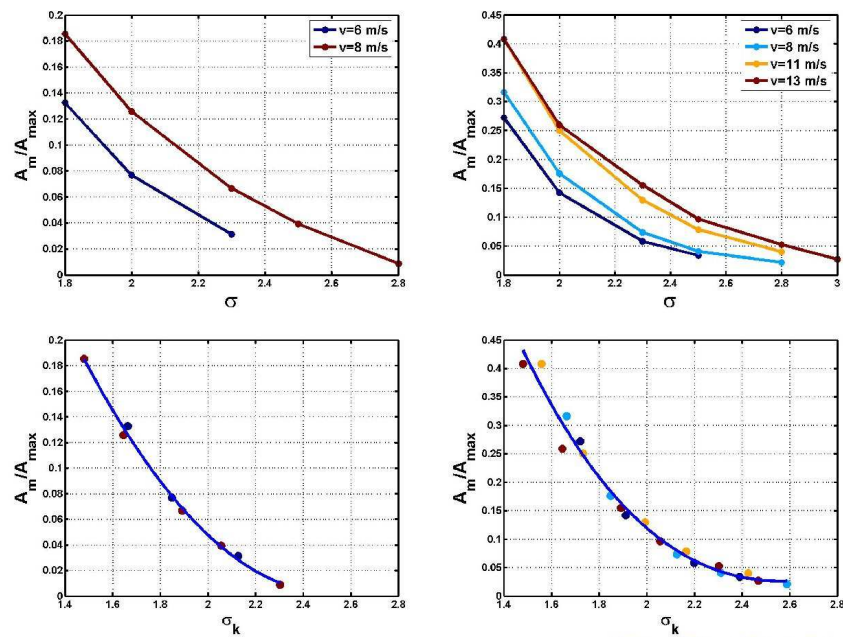 0.2
0.18
0.16
0.14
0.12
0.1
0.08
0.06
0.04
0.02
0
1.8 2 2.2 2.4 2.6 2.8
A_m/A_max
σ
v=6 m/s
v=8 m/s
0.45
0.4
0.35
0.3
0.25
0.2
0.15
0.1
0.05
0
1.8 2 2.2 2.4 2.6 2.8 3
A_m/A_max
σ
v=6 m/s
v=8 m/s
v=11 m/s
v=13 m/s
0.2
0.18
0.16
0.14
0.12
0.1
0.08
0.06
0.04
0.02
0
1.4 1.6 1.8 2 2.2 2.4 2.6 2.8
A_m/A_max
σ_k
0.45
0.4
0.35
0.3
0.25
0.2
0.15
0.1
0.05
0
1.4 1.6 1.8 2 2.2 2.4 2.6 2.8
A_m/A_max
σ_k